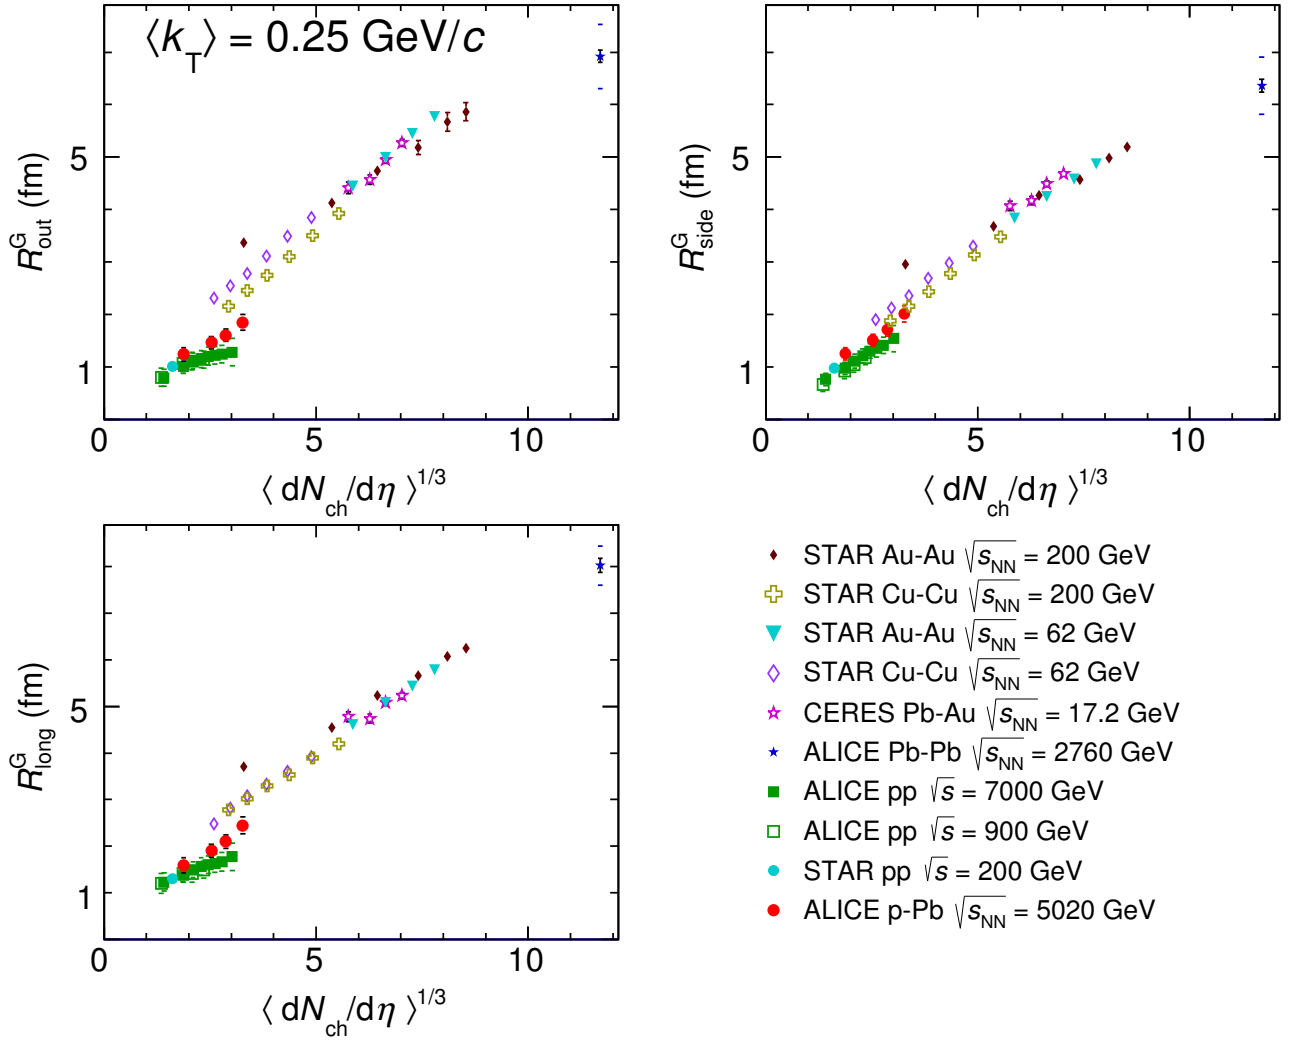 ⟨k_T⟩ = 0.25 GeV/c
R^G_out (fm)
5
1
0 5 10
⟨ dN_ch/dη ⟩^1/3
R^G_side (fm)
5
1
0 5 10
⟨ dN_ch/dη ⟩^1/3
R^G_long (fm)
5
1
0 5 10
⟨ dN_ch/dη ⟩^1/3
STAR Au-Au √s_NN = 200 GeV
STAR Cu-Cu √s_NN = 200 GeV
STAR Au-Au √s_NN = 62 GeV
STAR Cu-Cu √s_NN = 62 GeV
CERES Pb-Au √s_NN = 17.2 GeV
ALICE Pb-Pb √s_NN = 2760 GeV
ALICE pp √s = 7000 GeV
ALICE pp √s = 900 GeV
STAR pp √s = 200 GeV
ALICE p-Pb √s_NN = 5020 GeV